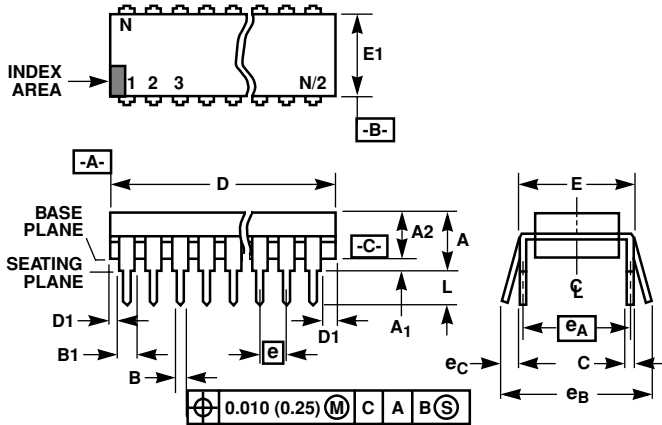 N
E1
INDEX
AREA
1 2 3 N/2
-B-
-A-
D
E
BASE
PLANE
A2
A
-C-
SEATING
PLANE
L
C
L
D1
A1
D1
eA
B1
e
eC
C
B
eB
0.010 (0.25) M C A B S